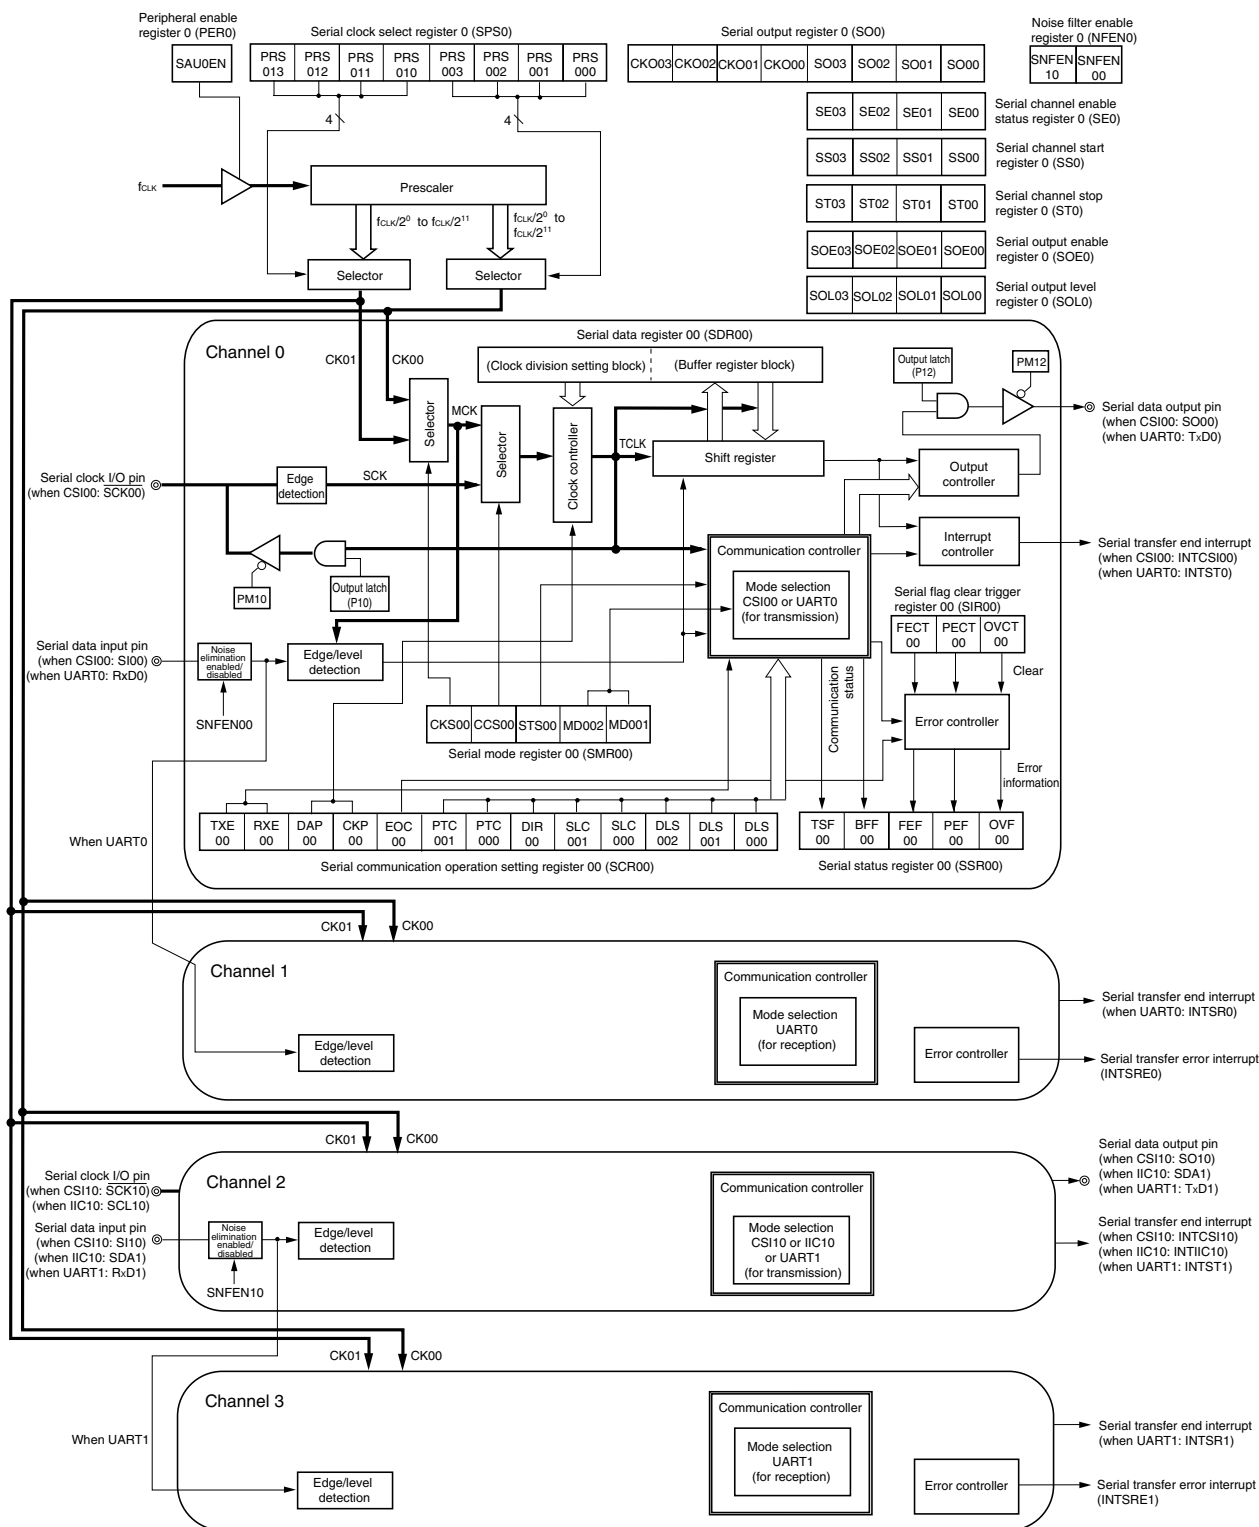 Peripheral enable
register 0 (PER0)
SAU0EN
Serial clock select register 0 (SPS0)
PRS
013
PRS
012
PRS
011
PRS
010
PRS
003
PRS
002
PRS
001
PRS
000
4
4
Serial output register 0 (SO0)
CKO03 CKO02 CKO01 CKO00 SO03 SO02 SO01 SO00
Noise filter enable
register 0 (NFEN0)
SNFEN
10
SNFEN
00
SE03 SE02 SE01 SE00
Serial channel enable
status register 0 (SE0)
SS03 SS02 SS01 SS00
Serial channel start
register 0 (SS0)
ST03 ST02 ST01 ST00
Serial channel stop
register 0 (ST0)
SOE03 SOE02 SOE01 SOE00
Serial output enable
register 0 (SOE0)
SOL03 SOL02 SOL01 SOL00
Serial output level
register 0 (SOL0)
fCLK
Prescaler
fCLK/2⁰ to fCLK/2¹¹
fCLK/2⁰ to
fCLK/2¹¹
Selector
Selector
Channel 0
CK01
CK00
Serial data register 00 (SDR00)
(Clock division setting block)
(Buffer register block)
Selector
MCK
Selector
Clock controller
TCLK
Shift register
Output latch
(P12)
PM12
Serial data output pin
(when CSI00: SO00)
(when UART0: TxD0)
Output
controller
Serial clock I/O pin
(when CSI00: SCK00)
Edge
detection
SCK
PM10
Output latch
(P10)
Communication controller
Mode selection
CSI00 or UART0
(for transmission)
Interrupt
controller
Serial transfer end interrupt
(when CSI00: INTCSI00)
(when UART0: INTST0)
Serial flag clear trigger
register 00 (SIR00)
FECT
00
PECT
00
OVCT
00
Clear
Serial data input pin
(when CSI00: SI00)
(when UART0: RxD0)
Noise
elimination
enabled/
disabled
SNFEN00
Edge/level
detection
CKS00 CCS00 STS00 MD002 MD001
Serial mode register 00 (SMR00)
Communication
status
Error controller
Error
information
When UART0
TXE
00
RXE
00
DAP
00
CKP
00
EOC
00
PTC
001
PTC
000
DIR
00
SLC
001
SLC
000
DLS
002
DLS
001
DLS
000
Serial communication operation setting register 00 (SCR00)
TSF
00
BFF
00
FEF
00
PEF
00
OVF
00
Serial status register 00 (SSR00)
CK01
CK00
Channel 1
Communication controller
Mode selection
UART0
(for reception)
Edge/level
detection
Error controller
Serial transfer end interrupt
(when UART0: INTSR0)
Serial transfer error interrupt
(INTSRE0)
CK01
CK00
Channel 2
Serial clock I/O pin
(when CSI10: SCK10)
(when IIC10: SCL10)
Serial data input pin
(when CSI10: SI10)
(when IIC10: SDA1)
(when UART1: RxD1)
Noise
elimination
enabled/
disabled
SNFEN10
Edge/level
detection
Communication controller
Mode selection
CSI10 or IIC10
or UART1
(for transmission)
Serial data output pin
(when CSI10: SO10)
(when IIC10: SDA1)
(when UART1: TxD1)
Serial transfer end interrupt
(when CSI10: INTCSI10)
(when IIC10: INTIIC10)
(when UART1: INTST1)
CK01
CK00
Channel 3
When UART1
Edge/level
detection
Communication controller
Mode selection
UART1
(for reception)
Error controller
Serial transfer end interrupt
(when UART1: INTSR1)
Serial transfer error interrupt
(INTSRE1)